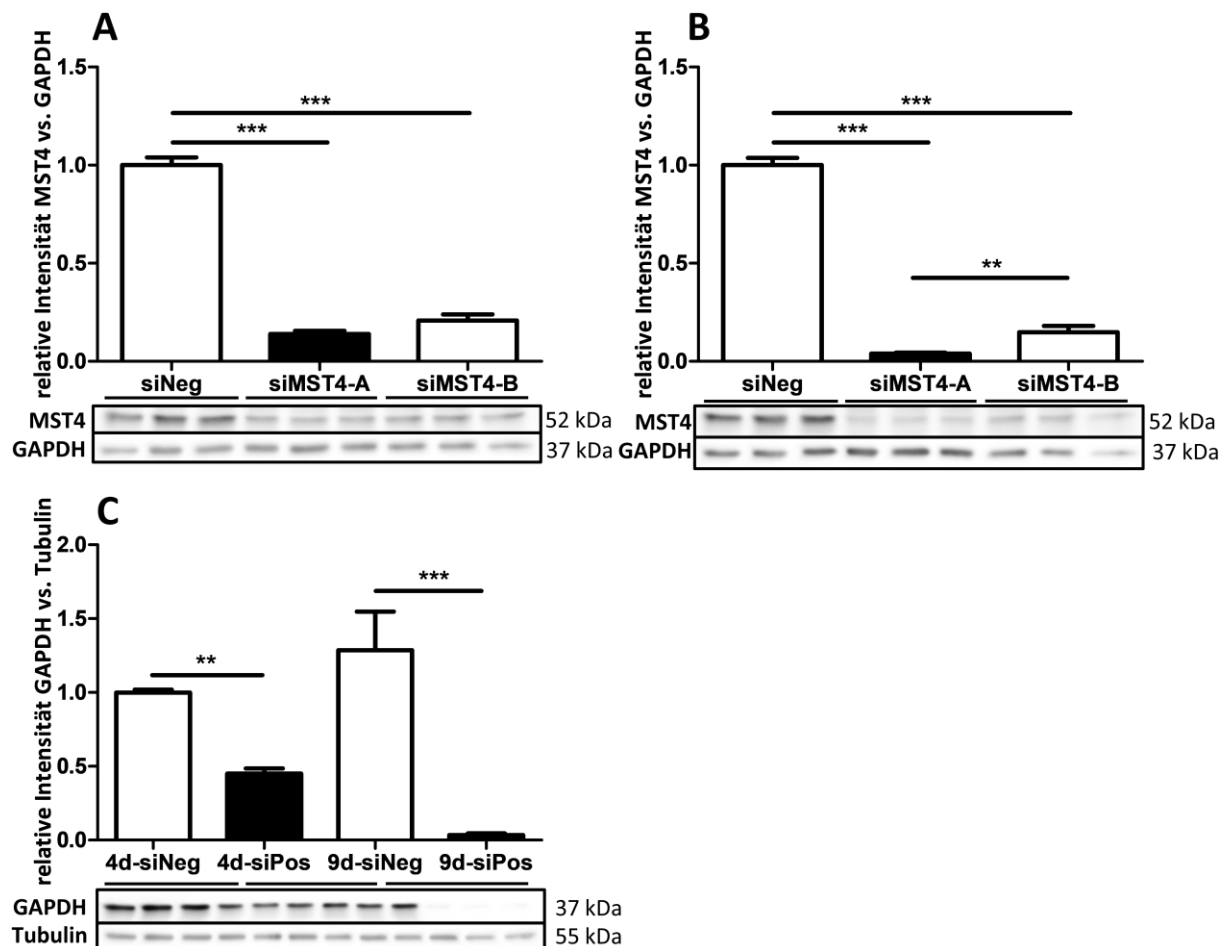 A
relative Intensität MST4 vs. GAPDH
1.5
1.0
0.5
0.0
***
***
siNeg siMST4-A siMST4-B
MST4 52 kDa
GAPDH 37 kDa
B
relative Intensität MST4 vs. GAPDH
1.5
1.0
0.5
0.0
***
***
**
siNeg siMST4-A siMST4-B
MST4 52 kDa
GAPDH 37 kDa
C
relative Intensität GAPDH vs. Tubulin
2.0
1.5
1.0
0.5
0.0
**
***
4d-siNeg 4d-siPos 9d-siNeg 9d-siPos
GAPDH 37 kDa
Tubulin 55 kDa